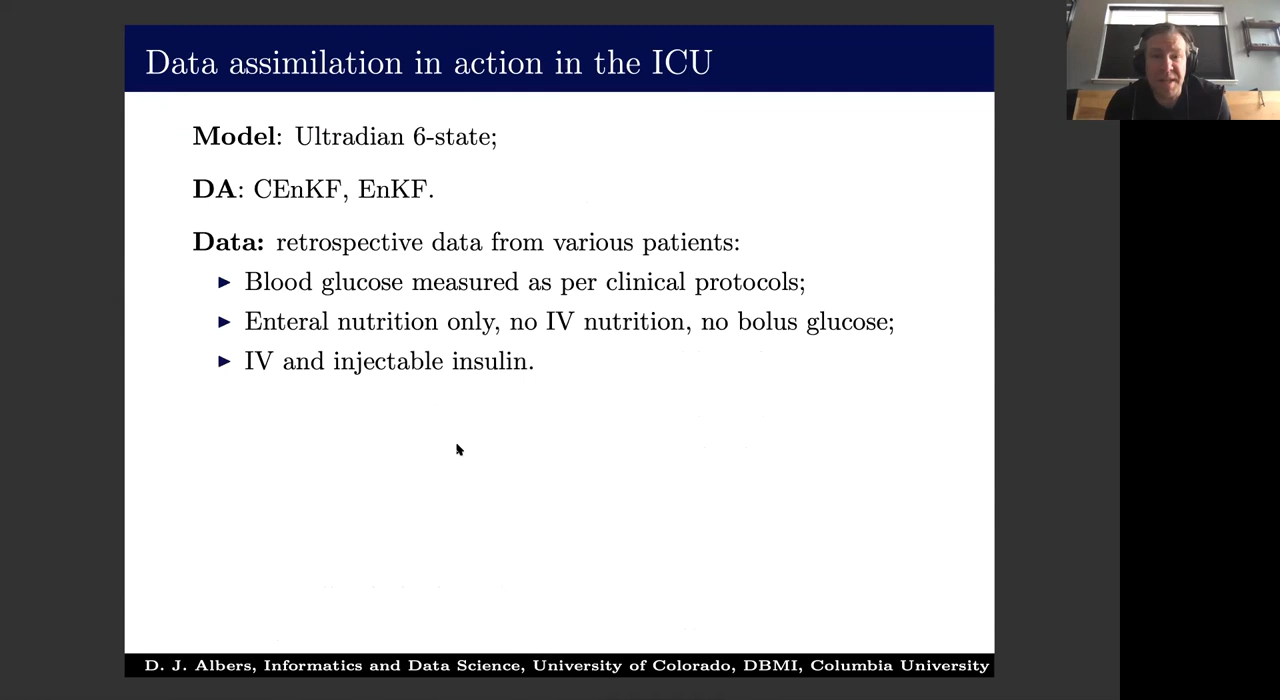 Data assimilation in action in the ICU
Model: Ultradian 6-state;
DA: CEnKF, EnKF.
Data: retrospective data from various patients:
► Blood glucose measured as per clinical protocols;
► Enteral nutrition only, no IV nutrition, no bolus glucose;
► IV and injectable insulin.
D. J. Albers, Informatics and Data Science, University of Colorado, DBMI, Columbia University